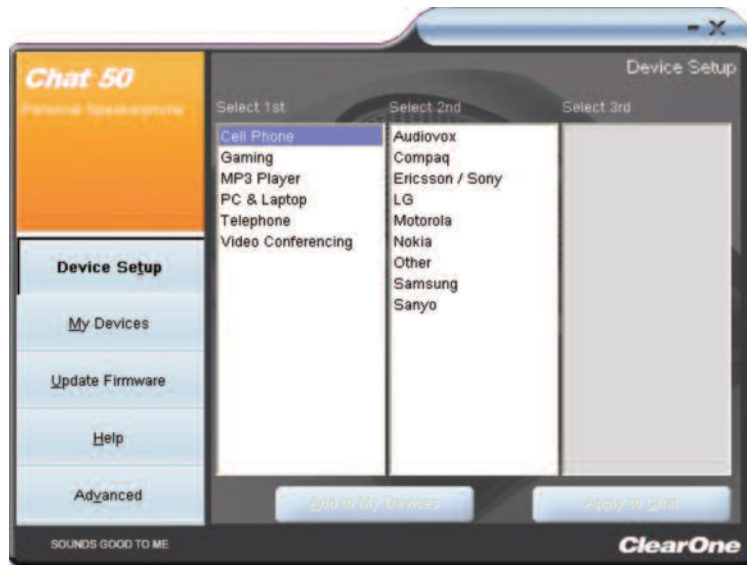 - X
Chat 50
Device Setup
Personal Speakerphone
Select 1st
Select 2nd
Select 3rd
Cell Phone
Gaming
MP3 Player
PC & Laptop
Telephone
Video Conferencing
Audiovox
Compaq
Ericsson / Sony
LG
Motorola
Nokia
Other
Samsung
Sanyo
Device Setup
My Devices
Update Firmware
Help
Advanced
Add to My Devices
Apply to Chat
SOUNDS GOOD TO ME
ClearOne